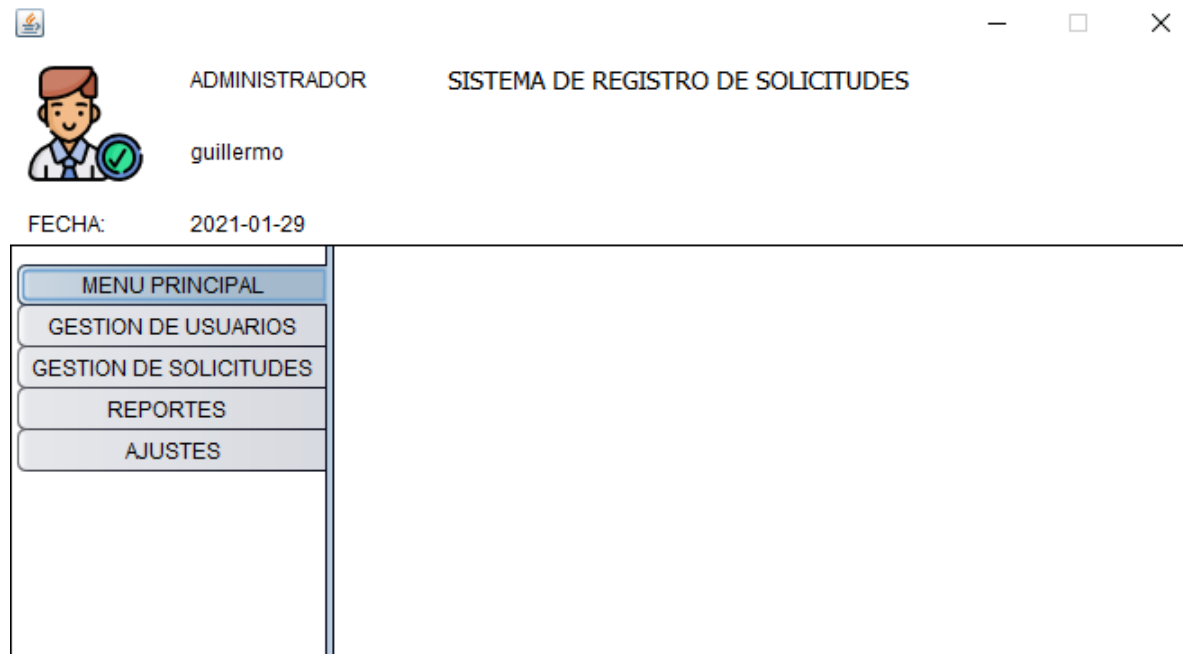 ADMINISTRADOR SISTEMA DE REGISTRO DE SOLICITUDES
guillermo
FECHA: 2021-01-29
MENU PRINCIPAL
GESTION DE USUARIOS
GESTION DE SOLICITUDES
REPORTES
AJUSTES